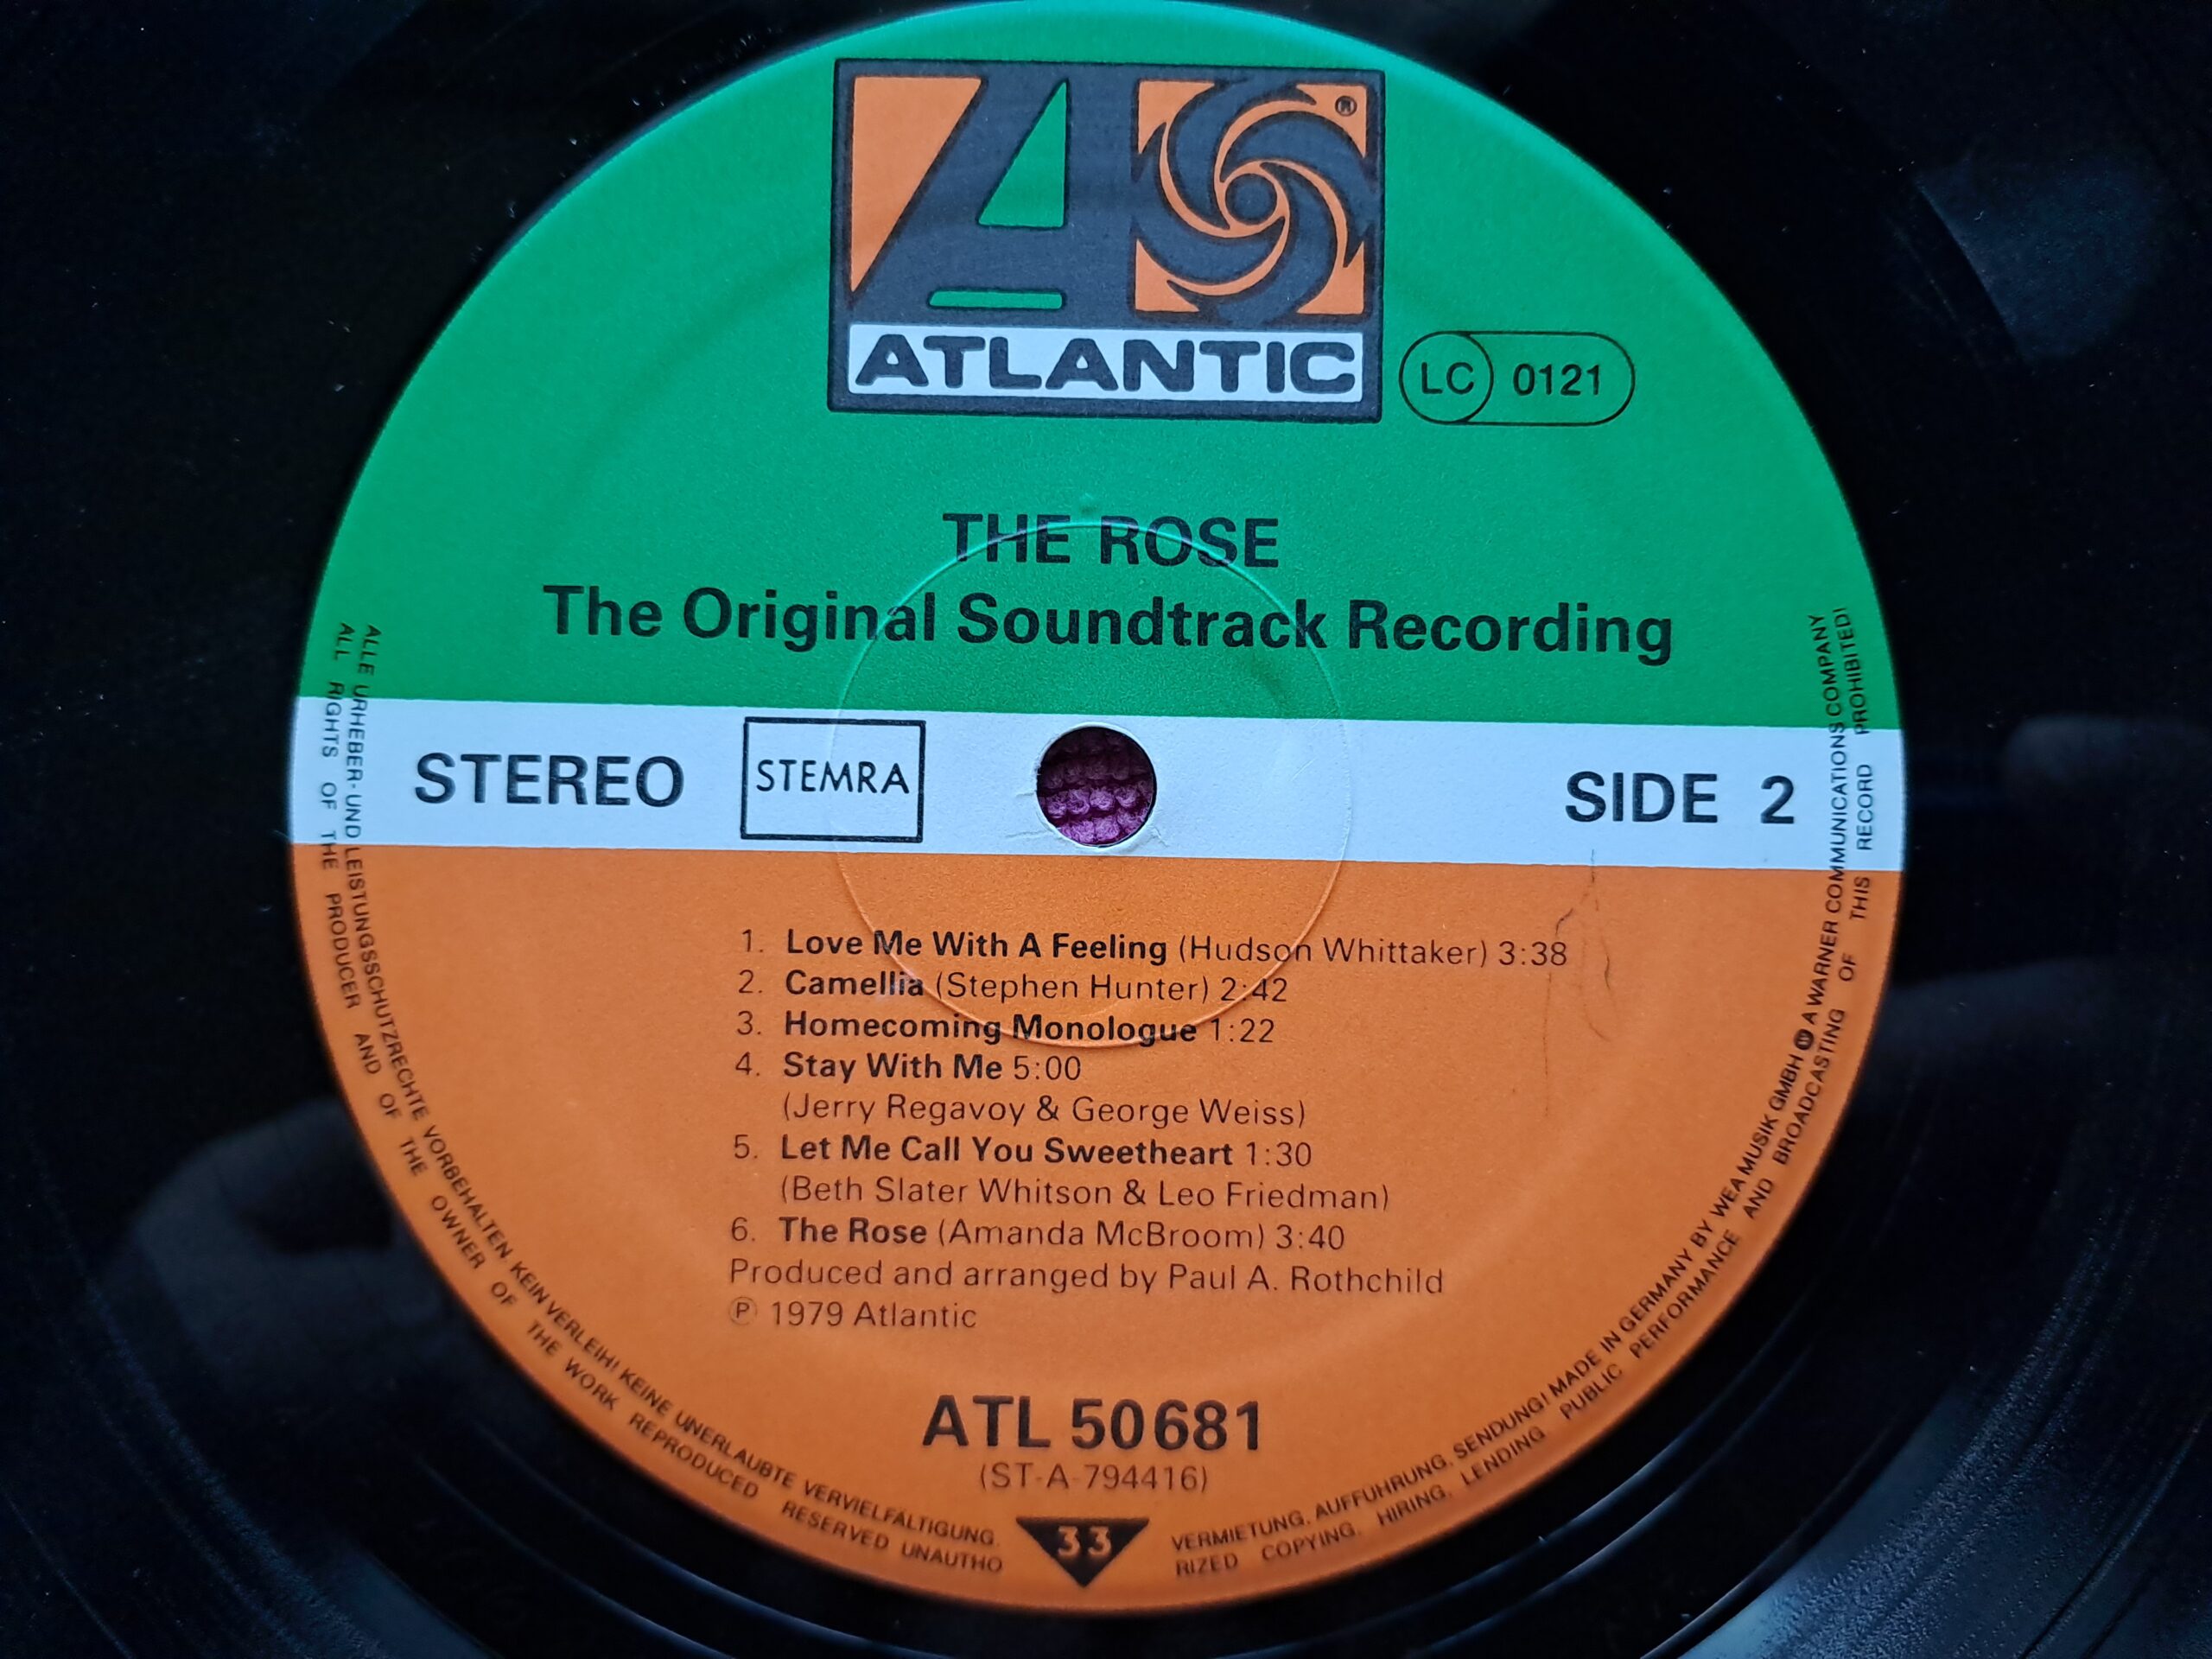 ®
ATLANTIC
LC 0121
THE ROSE
The Original Soundtrack Recording
STEREO
STEMRA
SIDE 2
1. Love Me With A Feeling (Hudson Whittaker) 3:38
2. Camellia (Stephen Hunter) 2:42
3. Homecoming Monologue 1:22
4. Stay With Me 5:00
(Jerry Regavoy & George Weiss)
5. Let Me Call You Sweetheart 1:30
(Beth Slater Whitson & Leo Friedman)
6. The Rose (Amanda McBroom) 3:40
Produced and arranged by Paul A. Rothchild
℗ 1979 Atlantic
ATL 50681
(ST-A-794416)
33
ALLE URHEBER- UND LEISTUNGSSCHUTZRECHTE VORBEHALTEN KEIN VERLEIH! KEINE UNERLAUBTE VERVIELFÄLTIGUNG. VERMIETUNG, AUFFÜHRUNG, SENDUNG! MADE IN GERMANY BY WEA MUSIK GMBH A WARNER COMMUNICATIONS COMPANY
ALL RIGHTS OF THE PRODUCER AND OF THE OWNER OF THE WORK REPRODUCED RESERVED UNAUTHORIZED COPYING, HIRING, LENDING PUBLIC PERFORMANCE AND BROADCASTING OF THIS RECORD PROHIBITED!